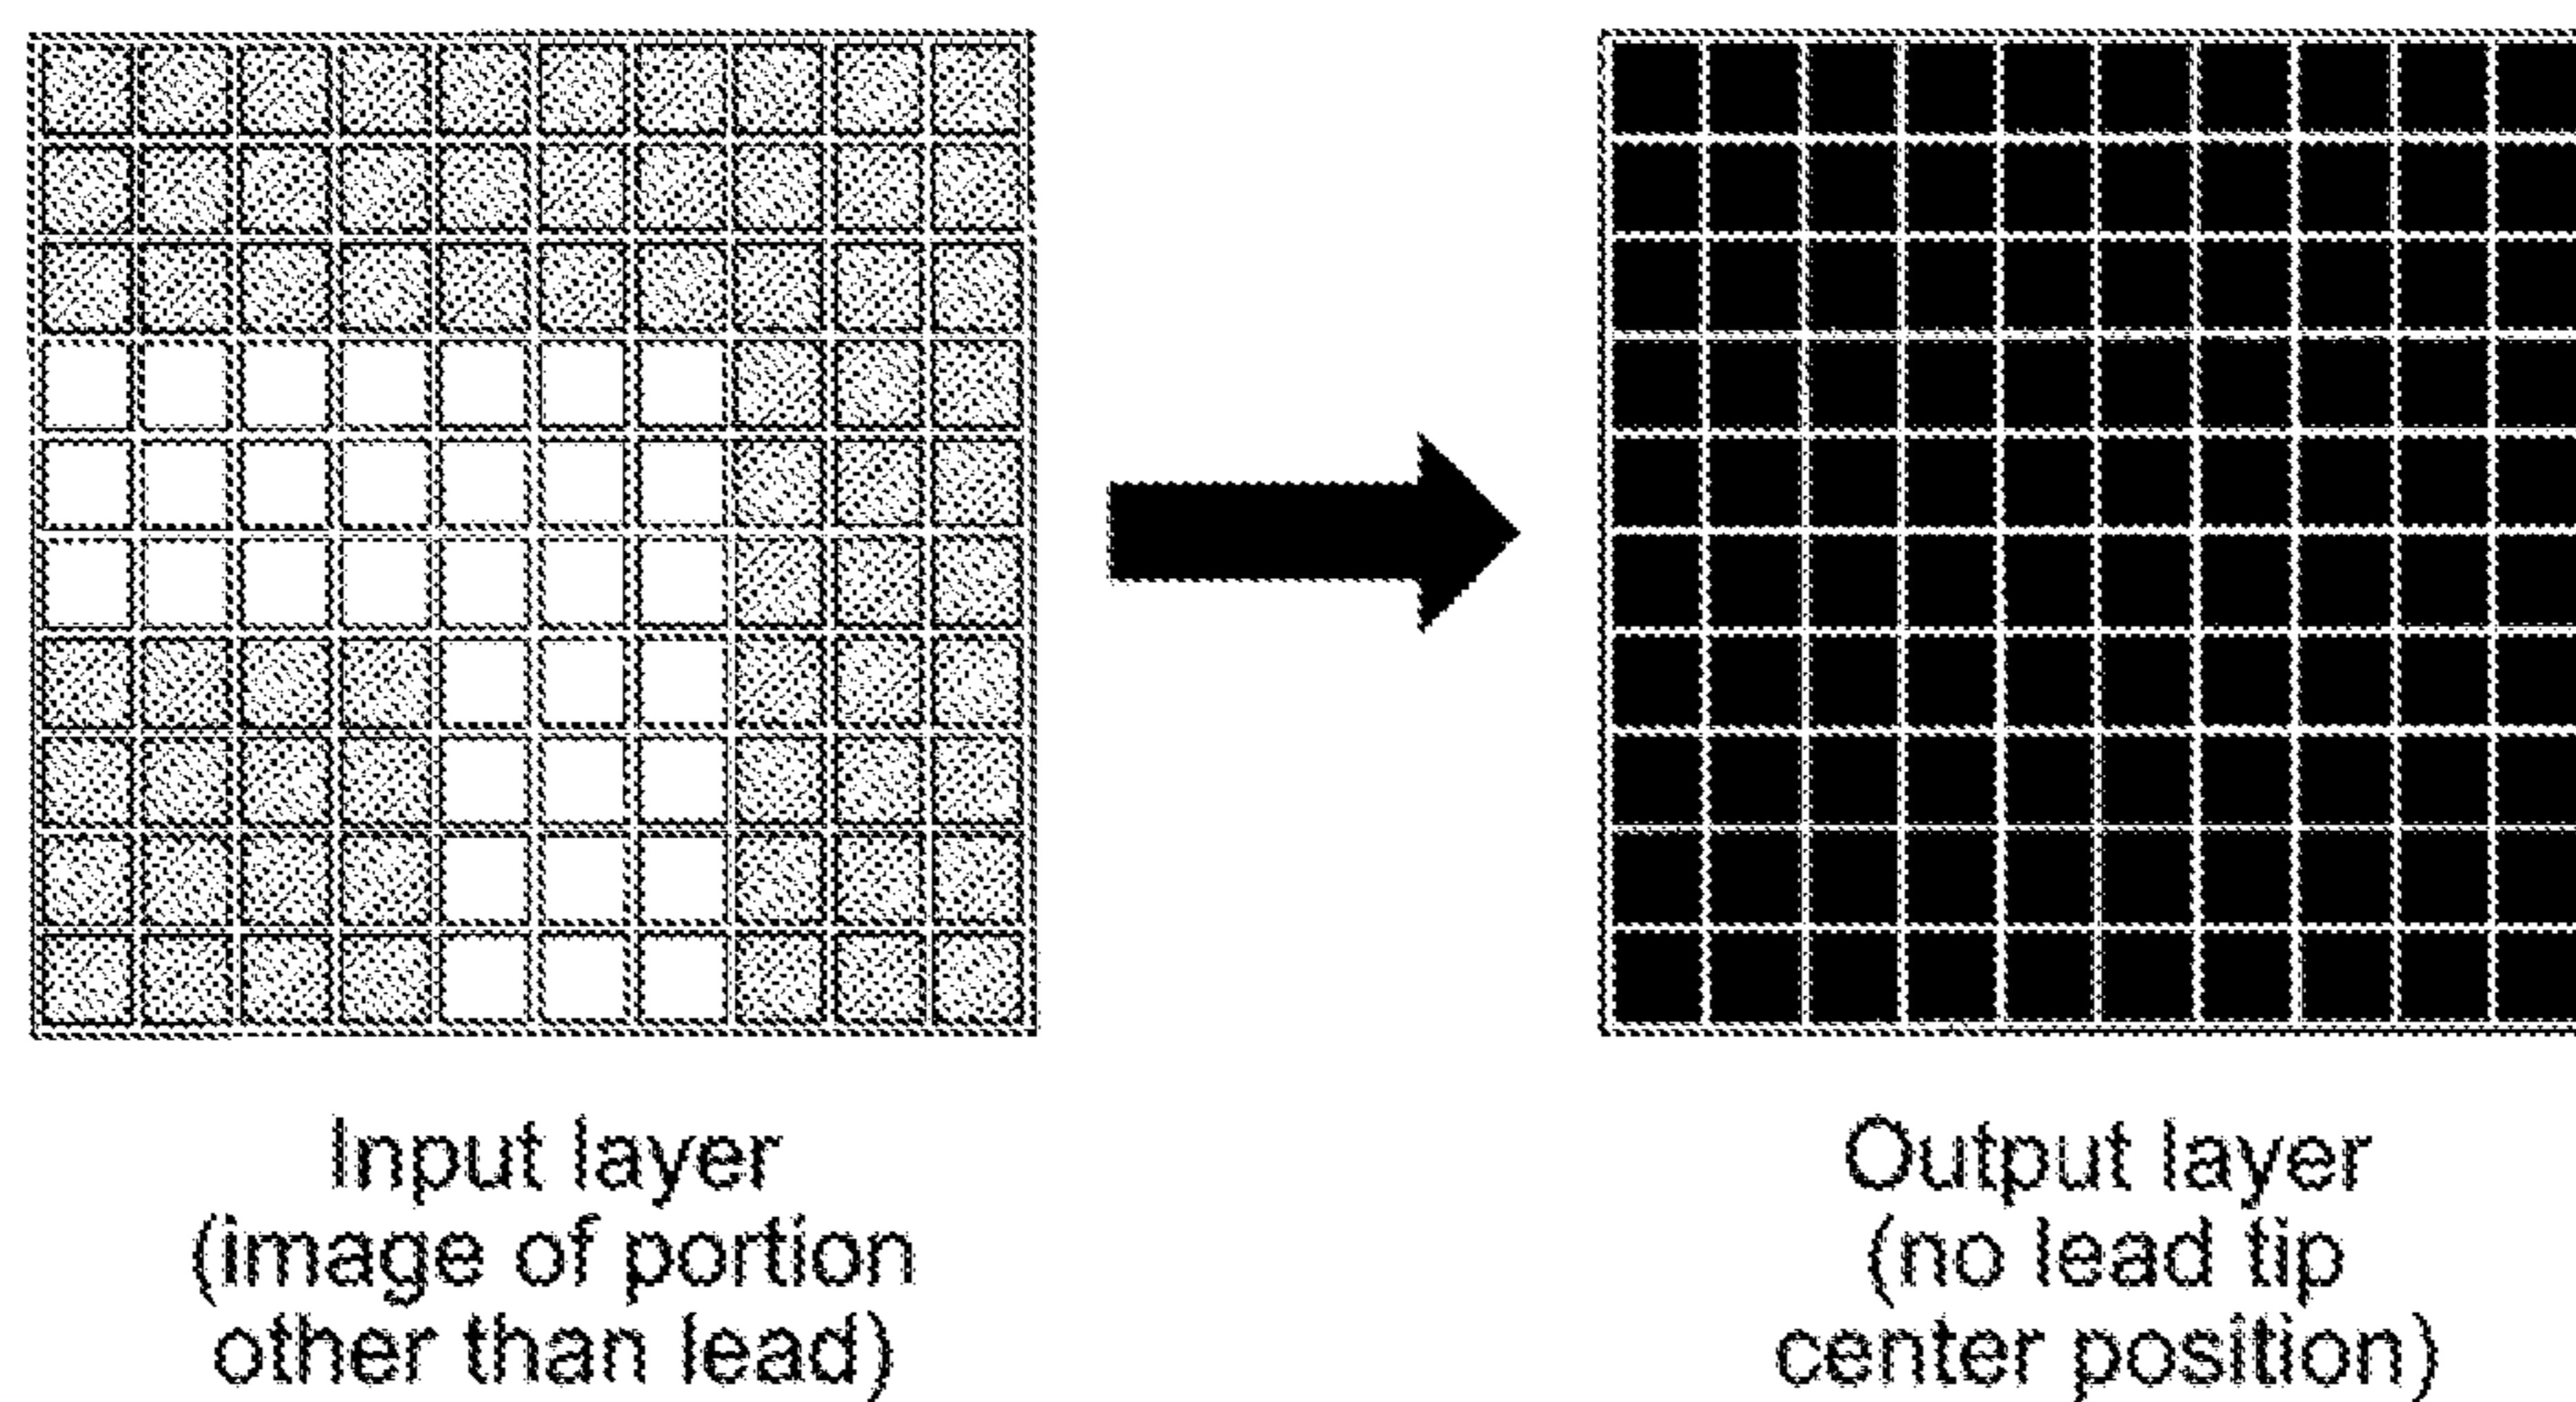 Input layer
(image of portion
other than lead)
Output layer
(no lead tip
center position)